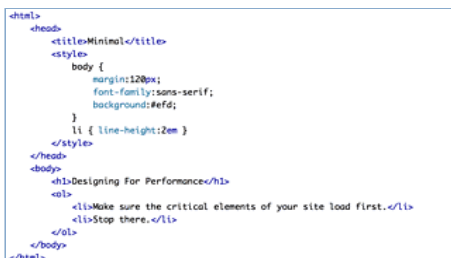 <html>
<head>
<title>Minimal</title>
<style>
body {
margin:120px;
font-family:sans-serif;
background:#efd;
}
li { line-height:2em }
</style>
</head>
<body>
<h1>Designing For Performance</h1>
<ol>
<li>Make sure the critical elements of your site load first.</li>
<li>Stop there.</li>
</ol>
</body>
</html>